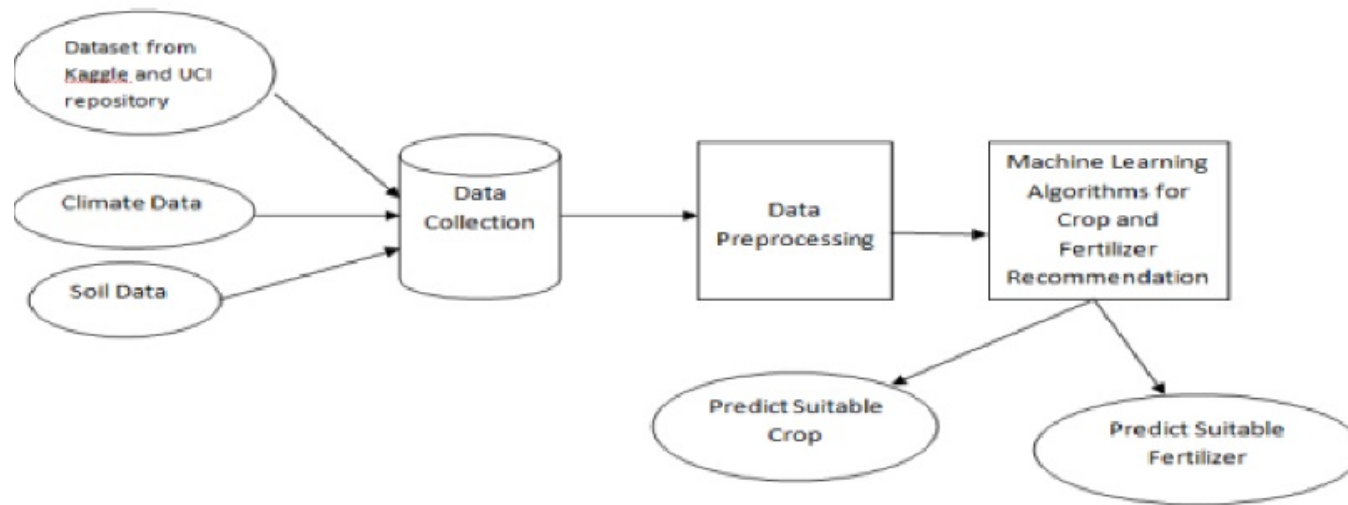 Dataset from
Kaggle and UCI
repository
Climate Data
Soil Data
Data
Collection
Data
Preprocessing
Machine Learning
Algorithms for
Crop and
Fertilizer
Recommendation
Predict Suitable
Crop
Predict Suitable
Fertilizer